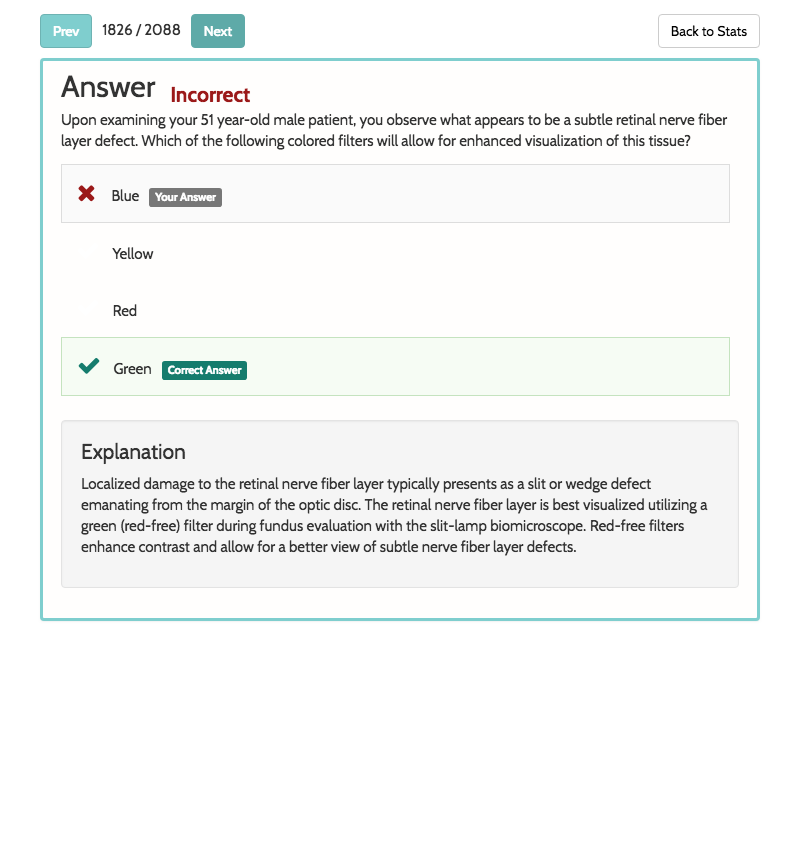 Prev 1826 / 2088 Next Back to Stats
Answer Incorrect
Upon examining your 51 year-old male patient, you observe what appears to be a subtle retinal nerve fiber
layer defect. Which of the following colored filters will allow for enhanced visualization of this tissue?
Blue Your Answer
Yellow
Red
Green Correct Answer
Explanation
Localized damage to the retinal nerve fiber layer typically presents as a slit or wedge defect
emanating from the margin of the optic disc. The retinal nerve fiber layer is best visualized utilizing a
green (red-free) filter during fundus evaluation with the slit-lamp biomicroscope. Red-free filters
enhance contrast and allow for a better view of subtle nerve fiber layer defects.